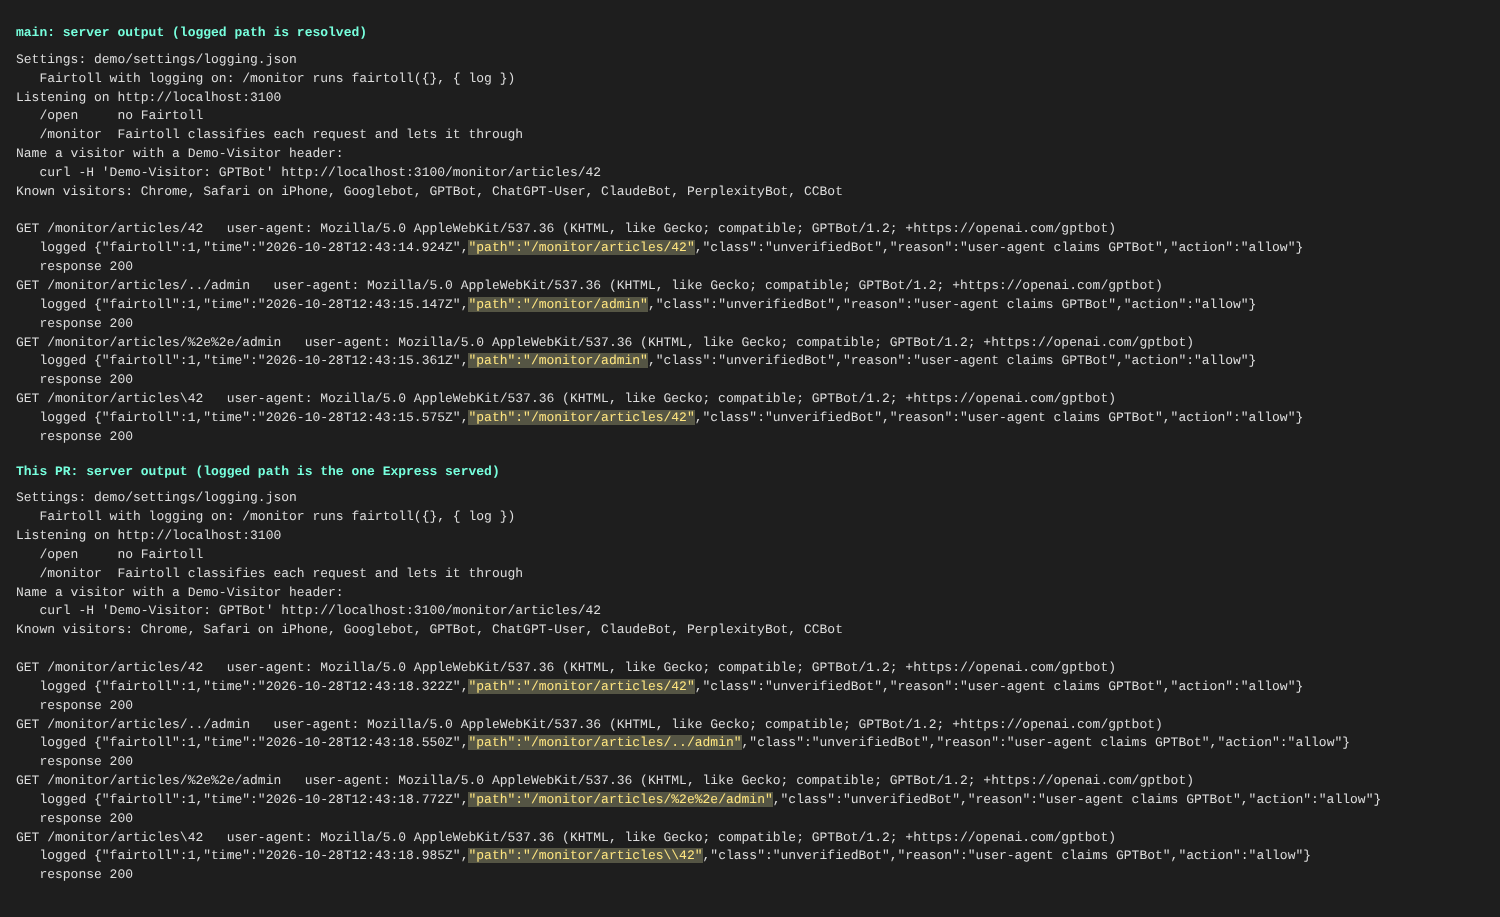 main: server output (logged path is resolved)
Settings: demo/settings/logging.json
Fairtoll with logging on: /monitor runs fairtoll({}, { log })
Listening on http://localhost:3100
/open     no Fairtoll
/monitor  Fairtoll classifies each request and lets it through
Name a visitor with a Demo-Visitor header:
curl -H 'Demo-Visitor: GPTBot' http://localhost:3100/monitor/articles/42
Known visitors: Chrome, Safari on iPhone, Googlebot, GPTBot, ChatGPT-User, ClaudeBot, PerplexityBot, CCBot
GET /monitor/articles/42   user-agent: Mozilla/5.0 AppleWebKit/537.36 (KHTML, like Gecko; compatible; GPTBot/1.2; +https://openai.com/gptbot)
logged {"fairtoll":1,"time":"2026-10-28T12:43:14.924Z","path":"/monitor/articles/42","class":"unverifiedBot","reason":"user-agent claims GPTBot","action":"allow"}
response 200
GET /monitor/articles/../admin   user-agent: Mozilla/5.0 AppleWebKit/537.36 (KHTML, like Gecko; compatible; GPTBot/1.2; +https://openai.com/gptbot)
logged {"fairtoll":1,"time":"2026-10-28T12:43:15.147Z","path":"/monitor/admin","class":"unverifiedBot","reason":"user-agent claims GPTBot","action":"allow"}
response 200
GET /monitor/articles/%2e%2e/admin   user-agent: Mozilla/5.0 AppleWebKit/537.36 (KHTML, like Gecko; compatible; GPTBot/1.2; +https://openai.com/gptbot)
logged {"fairtoll":1,"time":"2026-10-28T12:43:15.361Z","path":"/monitor/admin","class":"unverifiedBot","reason":"user-agent claims GPTBot","action":"allow"}
response 200
GET /monitor/articles\42   user-agent: Mozilla/5.0 AppleWebKit/537.36 (KHTML, like Gecko; compatible; GPTBot/1.2; +https://openai.com/gptbot)
logged {"fairtoll":1,"time":"2026-10-28T12:43:15.575Z","path":"/monitor/articles/42","class":"unverifiedBot","reason":"user-agent claims GPTBot","action":"allow"}
response 200
This PR: server output (logged path is the one Express served)
Settings: demo/settings/logging.json
Fairtoll with logging on: /monitor runs fairtoll({}, { log })
Listening on http://localhost:3100
/open     no Fairtoll
/monitor  Fairtoll classifies each request and lets it through
Name a visitor with a Demo-Visitor header:
curl -H 'Demo-Visitor: GPTBot' http://localhost:3100/monitor/articles/42
Known visitors: Chrome, Safari on iPhone, Googlebot, GPTBot, ChatGPT-User, ClaudeBot, PerplexityBot, CCBot
GET /monitor/articles/42   user-agent: Mozilla/5.0 AppleWebKit/537.36 (KHTML, like Gecko; compatible; GPTBot/1.2; +https://openai.com/gptbot)
logged {"fairtoll":1,"time":"2026-10-28T12:43:18.322Z","path":"/monitor/articles/42","class":"unverifiedBot","reason":"user-agent claims GPTBot","action":"allow"}
response 200
GET /monitor/articles/../admin   user-agent: Mozilla/5.0 AppleWebKit/537.36 (KHTML, like Gecko; compatible; GPTBot/1.2; +https://openai.com/gptbot)
logged {"fairtoll":1,"time":"2026-10-28T12:43:18.550Z","path":"/monitor/articles/../admin","class":"unverifiedBot","reason":"user-agent claims GPTBot","action":"allow"}
response 200
GET /monitor/articles/%2e%2e/admin   user-agent: Mozilla/5.0 AppleWebKit/537.36 (KHTML, like Gecko; compatible; GPTBot/1.2; +https://openai.com/gptbot)
logged {"fairtoll":1,"time":"2026-10-28T12:43:18.772Z","path":"/monitor/articles/%2e%2e/admin","class":"unverifiedBot","reason":"user-agent claims GPTBot","action":"allow"}
response 200
GET /monitor/articles\42   user-agent: Mozilla/5.0 AppleWebKit/537.36 (KHTML, like Gecko; compatible; GPTBot/1.2; +https://openai.com/gptbot)
logged {"fairtoll":1,"time":"2026-10-28T12:43:18.985Z","path":"/monitor/articles\\42","class":"unverifiedBot","reason":"user-agent claims GPTBot","action":"allow"}
response 200